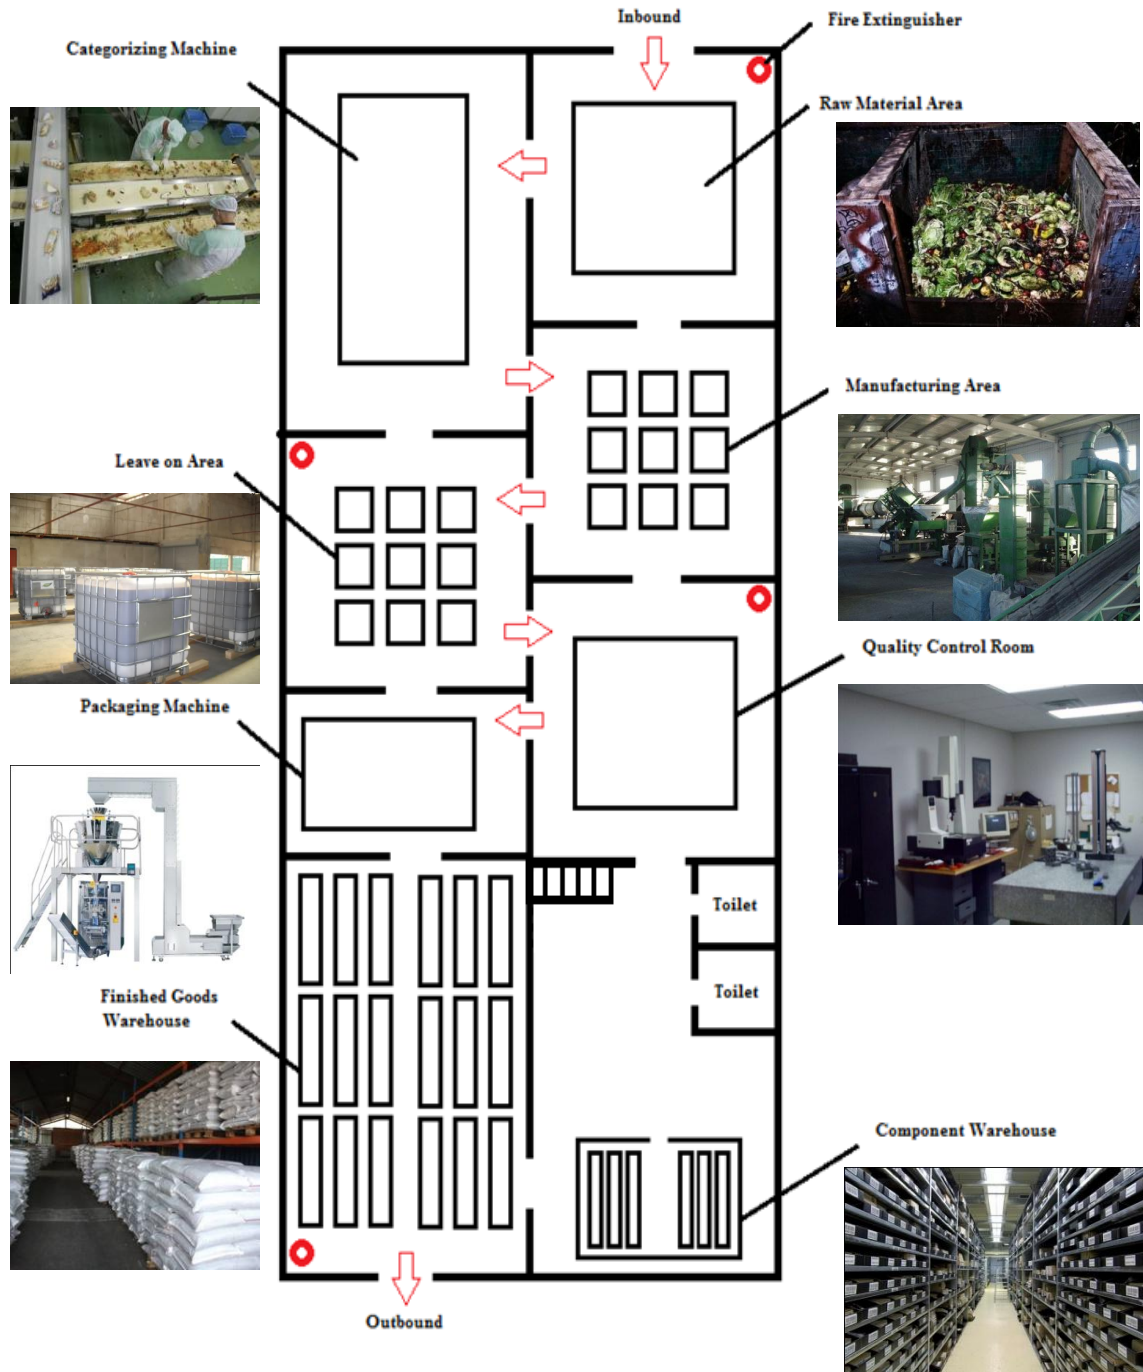 Inbound
Fire Extinguisher
Categorizing Machine
Raw Material Area
Manufacturing Area
Leave on Area
Quality Control Room
Packaging Machine
Toilet
Toilet
Finished Goods
Warehouse
Component Warehouse
Outbound